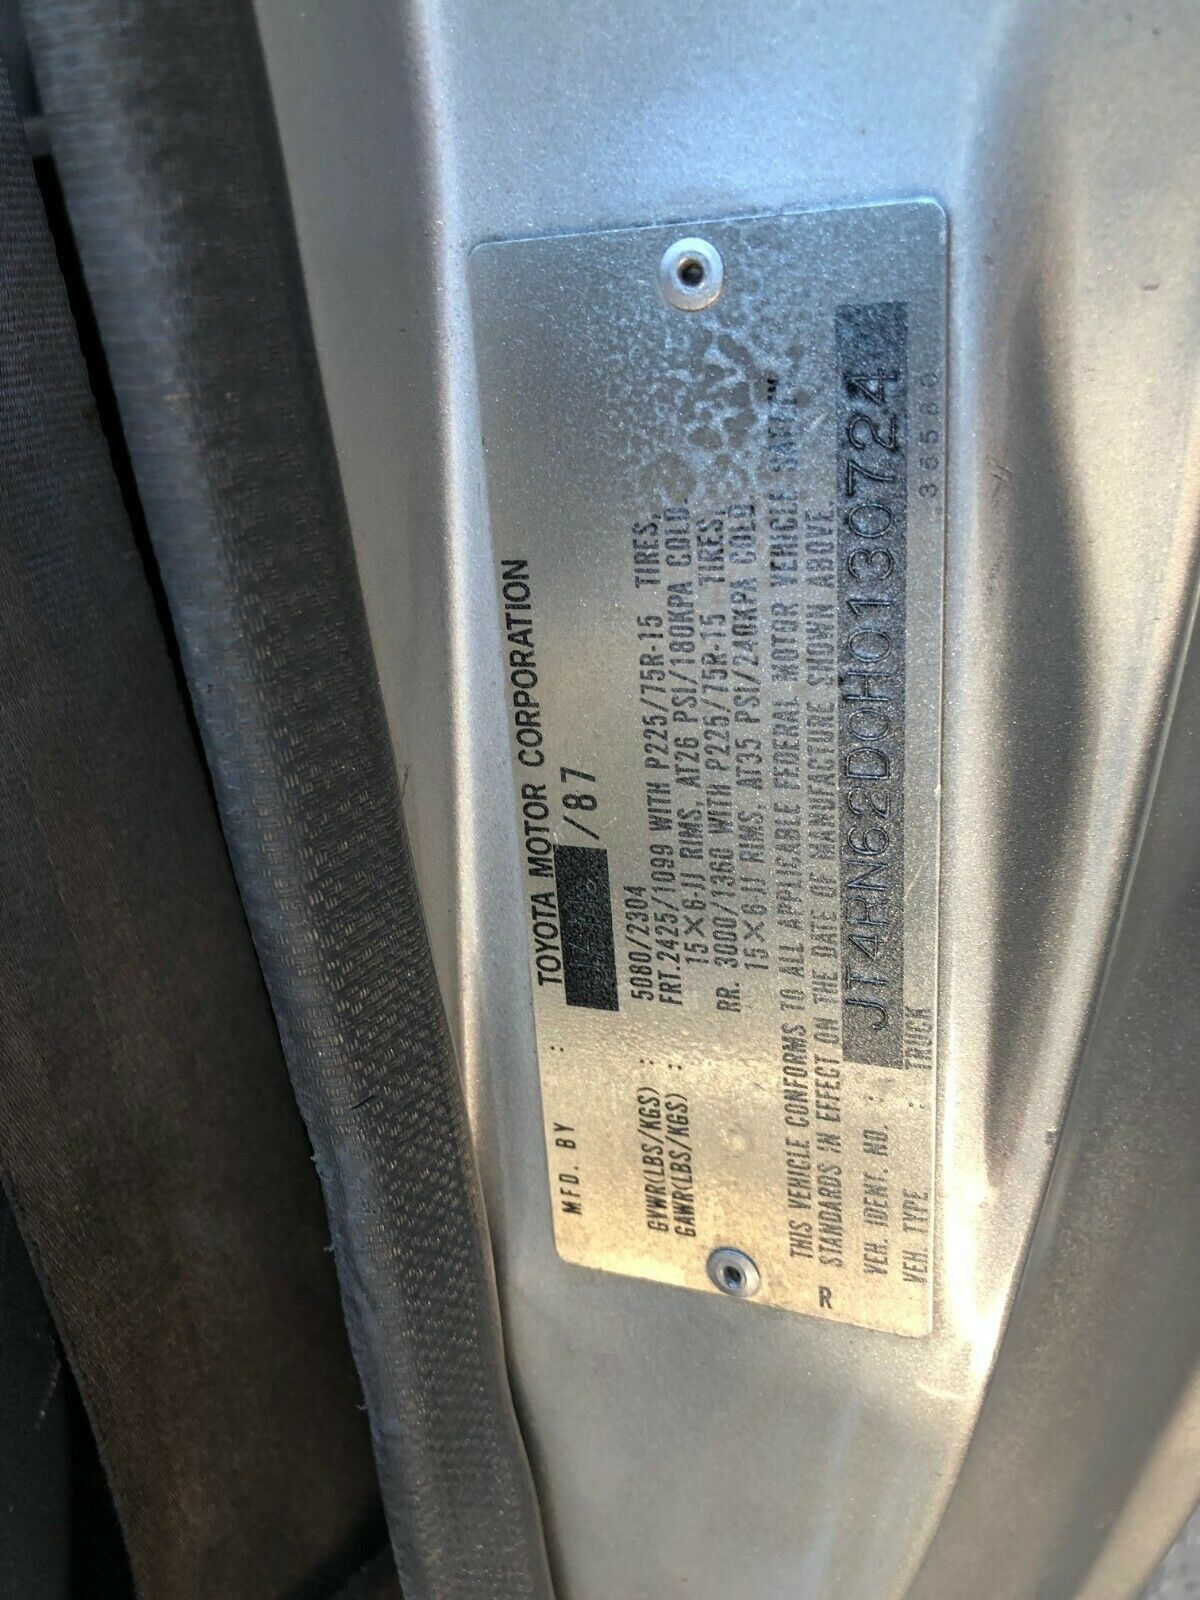 MFD. BY : TOYOTA MOTOR CORPORATION
/87
GVWR(LBS/KGS) : 5080/2304
GAWR(LBS/KGS) : FRT.2425/1099 WITH P225/75R-15 TIRES,
15×6-JJ RIMS, AT26 PSI/180KPA COLD.
RR. 3000/1360 WITH P225/75R-15 TIRES,
15×6-JJ RIMS, AT35 PSI/240KPA COLD.
THIS VEHICLE CONFORMS TO ALL APPLICABLE FEDERAL MOTOR VEHICLE
R STANDARDS IN EFFECT ON THE DATE OF MANUFACTURE SHOWN ABOVE.
VEH. IDENT. NO. : JT4RN62D0H0130724
VEH. TYPE : TRUCK